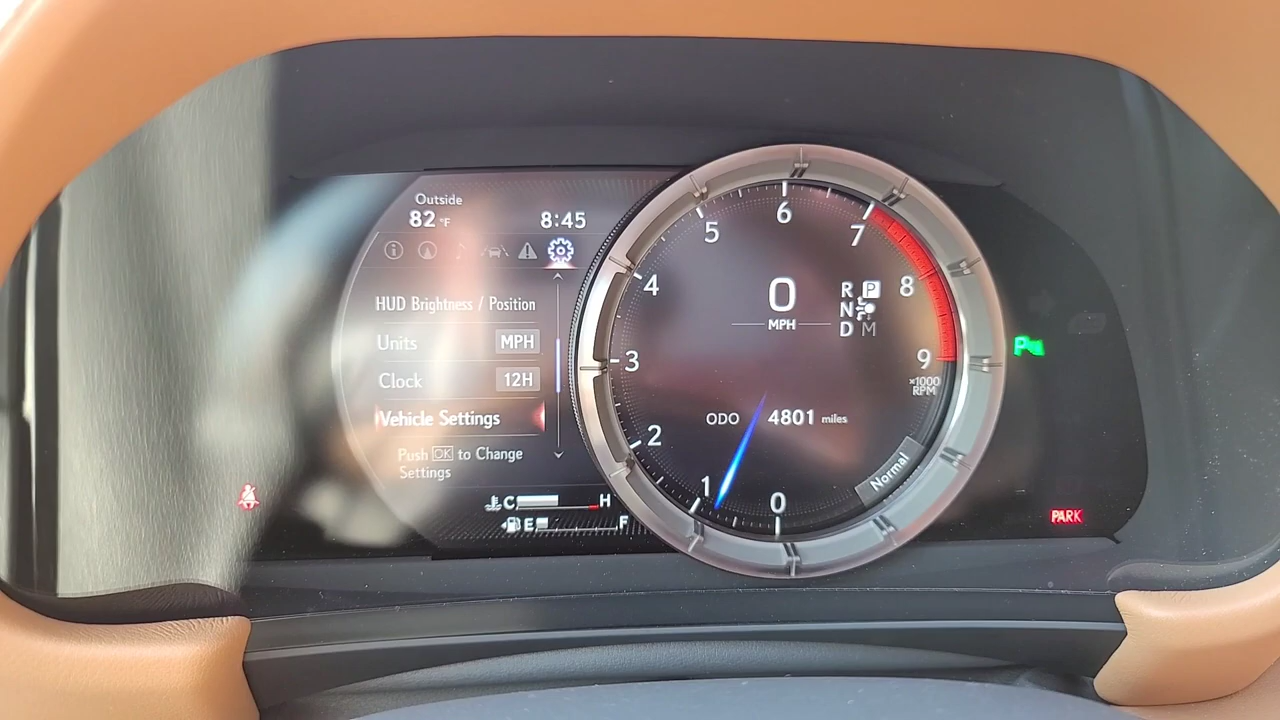 Outside
82 °F 8:45
HUD Brightness / Position
Units MPH
Clock 12H
Vehicle Settings
Push OK to Change
Settings
C H
E F
0
1
2
3
4
5
6
7
8
9
×1000
RPM
0
MPH
R P
N
D M
ODO 4801 miles
Normal
PARK